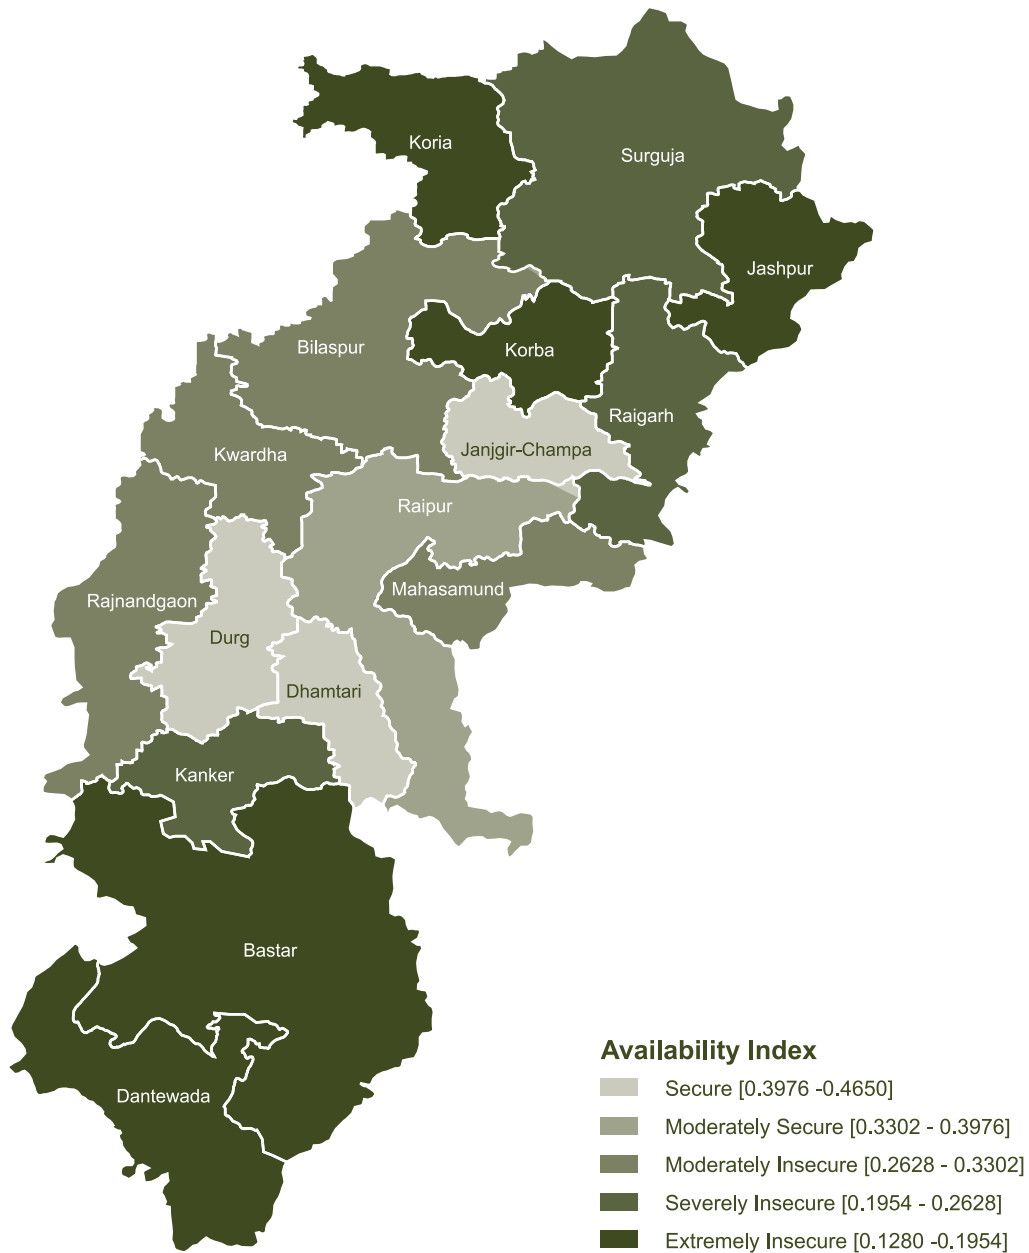 Koria
Surguja
Jashpur
Bilaspur
Korba
Raigarh
Janjgir-Champa
Kwardha
Raipur
Mahasamund
Rajnandgaon
Durg
Dhamtari
Kanker
Bastar
Dantewada
Availability Index
Secure [0.3976 -0.4650]
Moderately Secure [0.3302 - 0.3976]
Moderately Insecure [0.2628 - 0.3302]
Severely Insecure [0.1954 - 0.2628]
Extremely Insecure [0.1280 -0.1954]